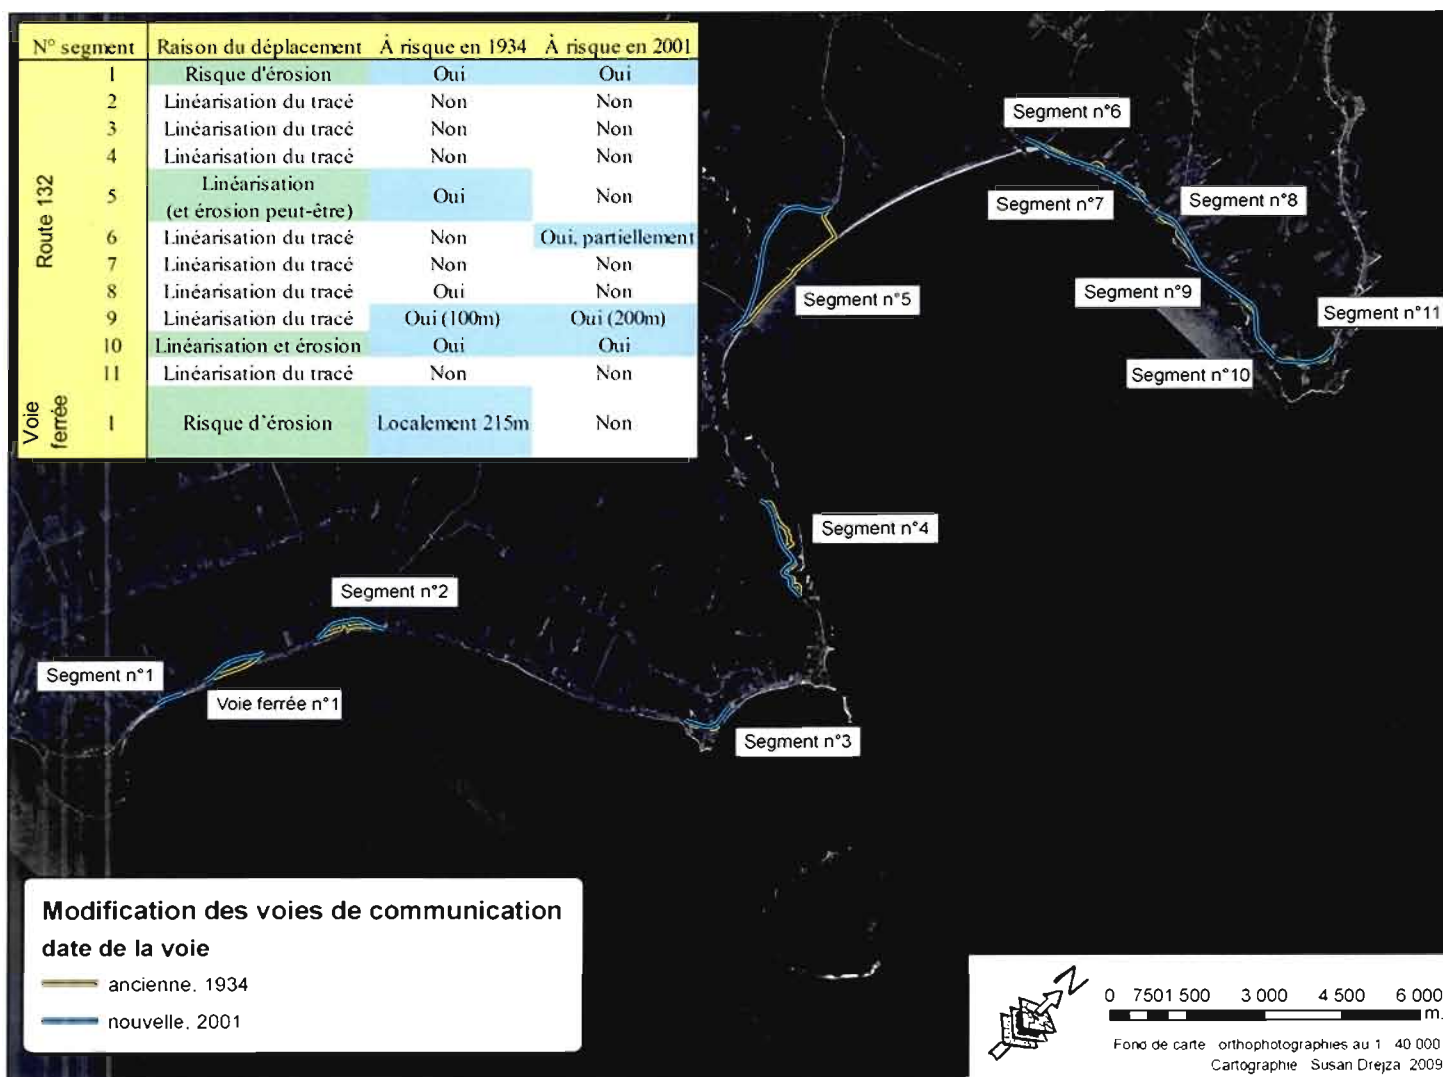 N° segment Raison du déplacement À risque en 1934 À risque en 2001
Route 132
1 Risque d'érosion Oui Oui
2 Linéarisation du tracé Non Non
3 Linéarisation du tracé Non Non
4 Linéarisation du tracé Non Non
5 Linéarisation (et érosion peut-être) Oui Non
6 Linéarisation du tracé Non Oui, partiellement
7 Linéarisation du tracé Non Non
8 Linéarisation du tracé Oui Non
9 Linéarisation du tracé Oui (100m) Oui (200m)
10 Linéarisation et érosion Oui Oui
11 Linéarisation du tracé Non Non
Voie ferrée
1 Risque d'érosion Localement 215m Non
Segment n°6
Segment n°7
Segment n°8
Segment n°5
Segment n°9
Segment n°11
Segment n°10
Segment n°4
Segment n°2
Segment n°1
Voie ferrée n°1
Segment n°3
Modification des voies de communication
date de la voie
ancienne. 1934
nouvelle. 2001
N
0 750 1 500 3 000 4 500 6 000
m.
Fond de carte orthophotographies au 1 40 000
Cartographie Susan Drejza 2009